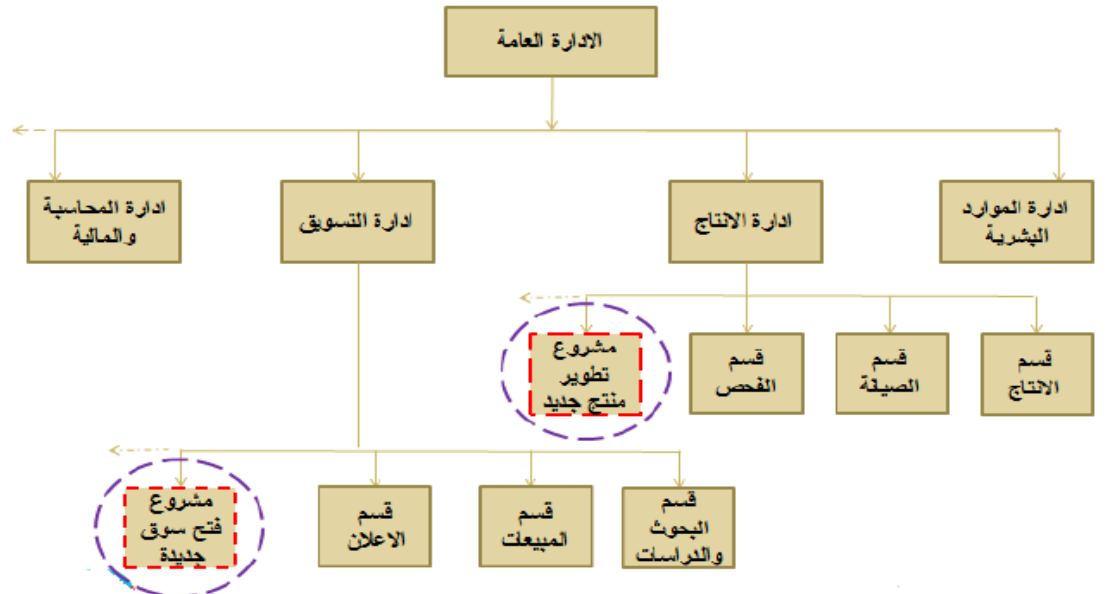 الادارة العامة
ادارة الموارد
البشرية
ادارة الانتاج
ادارة التسويق
ادارة المحاسبة
والمالية
قسم
الانتاج
قسم
الصيانة
قسم
الفحص
مشروع
تطوير
منتج جديد
قسم
البحوث
والدراسات
قسم
المبيعات
قسم
الاعلان
مشروع
فتح سوق
جديدة